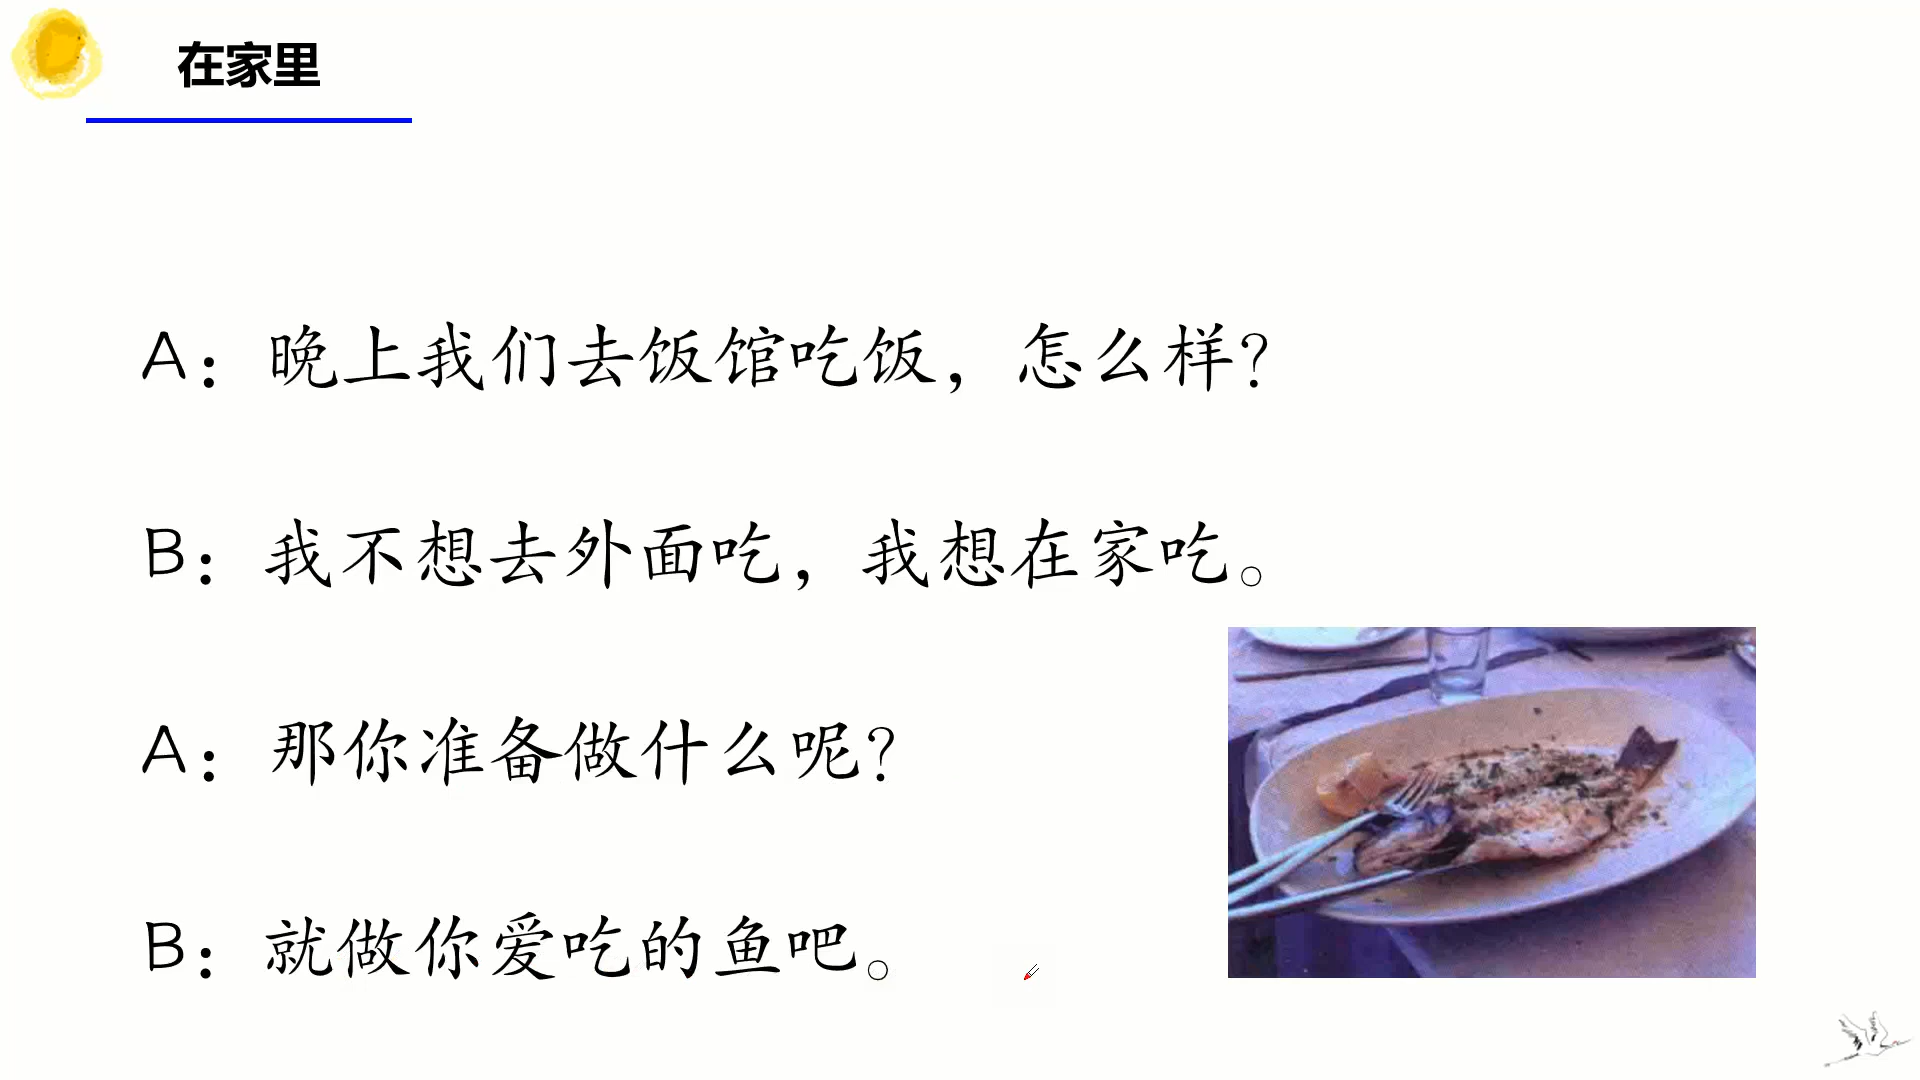 在家里
A：晚上我们去饭馆吃饭，怎么样？
B：我不想去外面吃，我想在家吃。
A：那你准备做什么呢？
B：就做你爱吃的鱼吧。